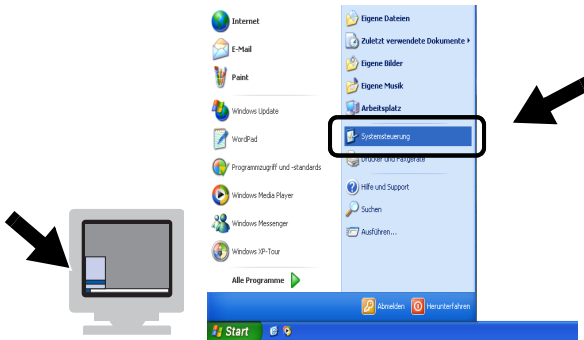 Internet
E-Mail
Paint
Windows Update
WordPad
Programmzugriff und -standards
Windows Media Player
Windows Messenger
Windows XP-Tour
Alle Programme
Eigene Dateien
Zuletzt verwendete Dokumente
Eigene Bilder
Eigene Musik
Arbeitsplatz
Systemsteuerung
Drucker und Faxgeräte
Hilfe und Support
Suchen
Ausführen...
Abmelden Herunterfahren
Start